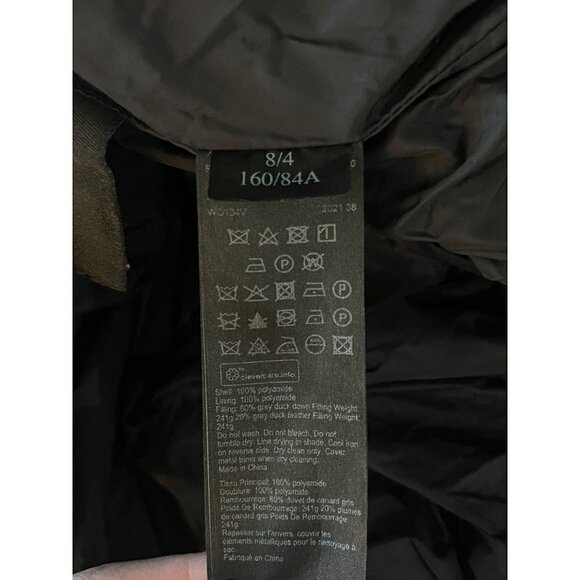 8/4
160/84A
WO134V 2021 08
clevercare.info
Shell: 100% polyamide
Lining: 100% polyamide
Filling: 80% grey duck down Filling Weight
241g 20% grey duck feather Filling Weight
241g
Do not wash. Do not bleach. Do not
tumble dry. Line drying in shade. Cool iron
on reverse side. Dry clean only. Cover
metal trims when dry cleaning.
Made in China
Tissu Principal: 100% polyamide
Doublure: 100% polyamide
Rembourrage: 80% duvet de canard gris
Poids De Rembourrage: 241g 20% plumes
de canard gris Poids De Rembourrage:
241g
Repasser sur l'envers, couvrir les
éléments métalliques pour le nettoyage à
sec.
Fabriqué en China